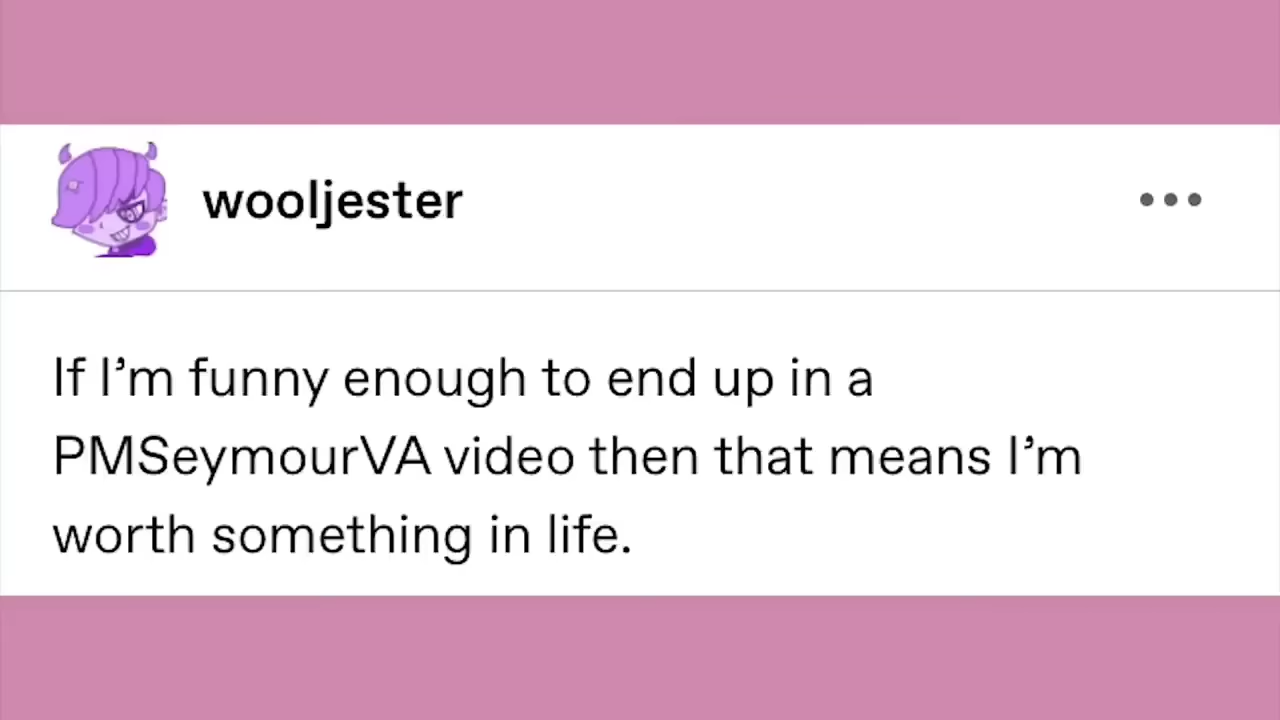 wooljester
If I’m funny enough to end up in a
PMSeymourVA video then that means I’m
worth something in life.